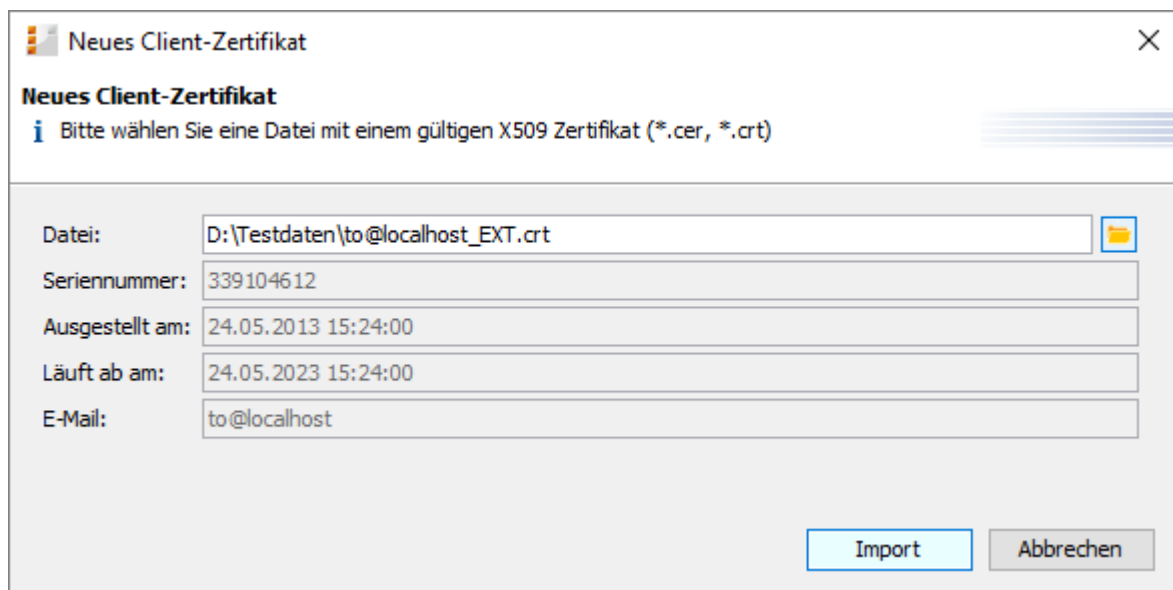 Neues Client-Zertifikat
Neues Client-Zertifikat
i Bitte wählen Sie eine Datei mit einem gültigen X509 Zertifikat (*.cer, *.crt)
Datei: D:\Testdaten\to@localhost_EXT.crt
Seriennummer: 339104612
Ausgestellt am: 24.05.2013 15:24:00
Läuft ab am: 24.05.2023 15:24:00
E-Mail: to@localhost
Import Abbrechen